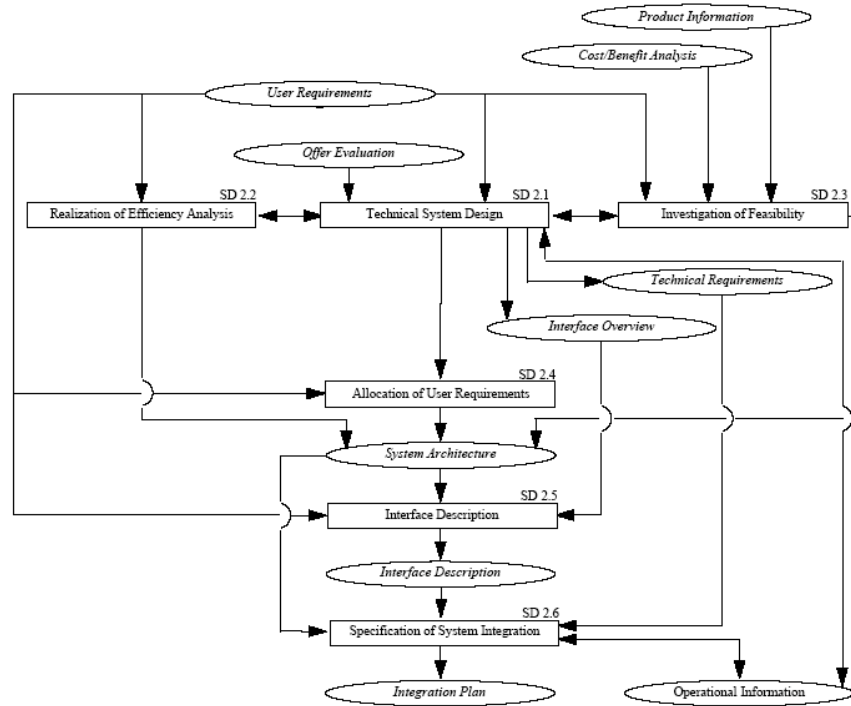 Product Information
Cost/Benefit Analysis
User Requirements
Offer Evaluation
SD 2.2
SD 2.1
SD 2.3
Realization of Efficiency Analysis
Technical System Design
Investigation of Feasibility
Technical Requirements
Interface Overview
SD 2.4
Allocation of User Requirements
System Architecture
SD 2.5
Interface Description
Interface Description
SD 2.6
Specification of System Integration
Integration Plan
Operational Information